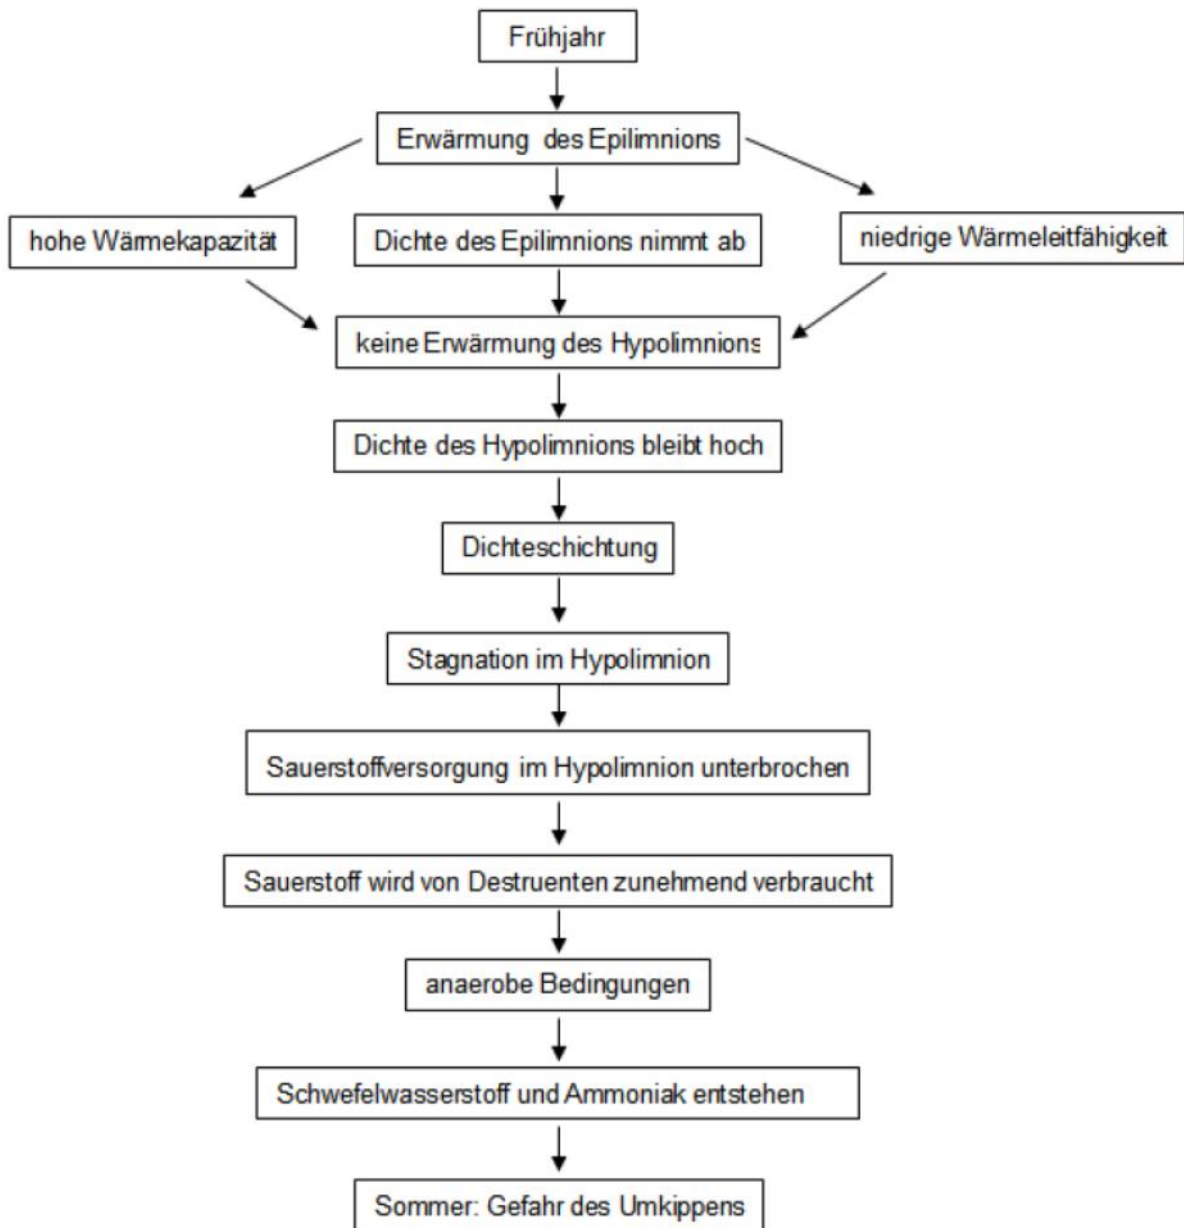 Frühjahr
Erwärmung des Epilimnions
hohe Wärmekapazität
Dichte des Epilimnions nimmt ab
niedrige Wärmeleitfähigkeit
keine Erwärmung des Hypolimnions
Dichte des Hypolimnions bleibt hoch
Dichteschichtung
Stagnation im Hypolimnion
Sauerstoffversorgung im Hypolimnion unterbrochen
Sauerstoff wird von Destruenten zunehmend verbraucht
anaerobe Bedingungen
Schwefelwasserstoff und Ammoniak entstehen
Sommer: Gefahr des Umkippens